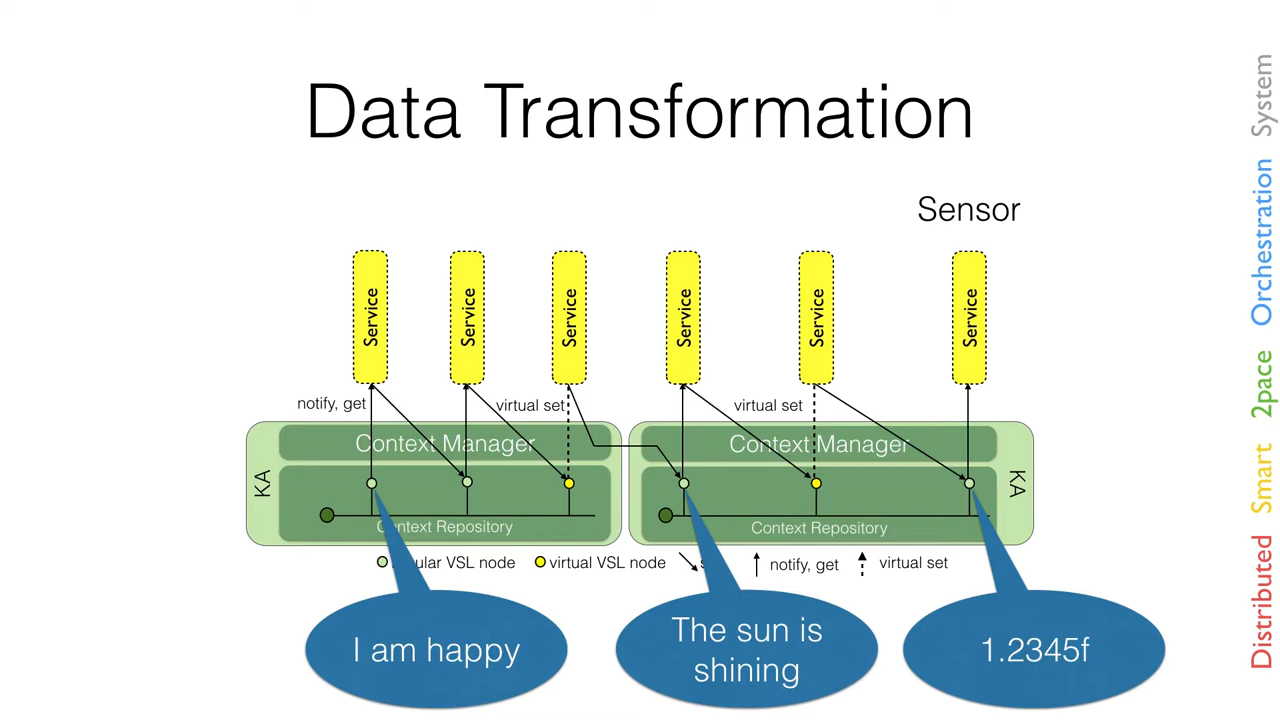 Data Transformation
Sensor
Service
Service
Service
Service
Service
Service
notify, get
virtual set
virtual set
Context Manager
Context Manager
KA
KA
Context Repository
Context Repository
VSL node
virtual VSL node
notify, get
virtual set
I am happy
The sun is
shining
1.2345f
Distributed Smart 2pace Orchestration System